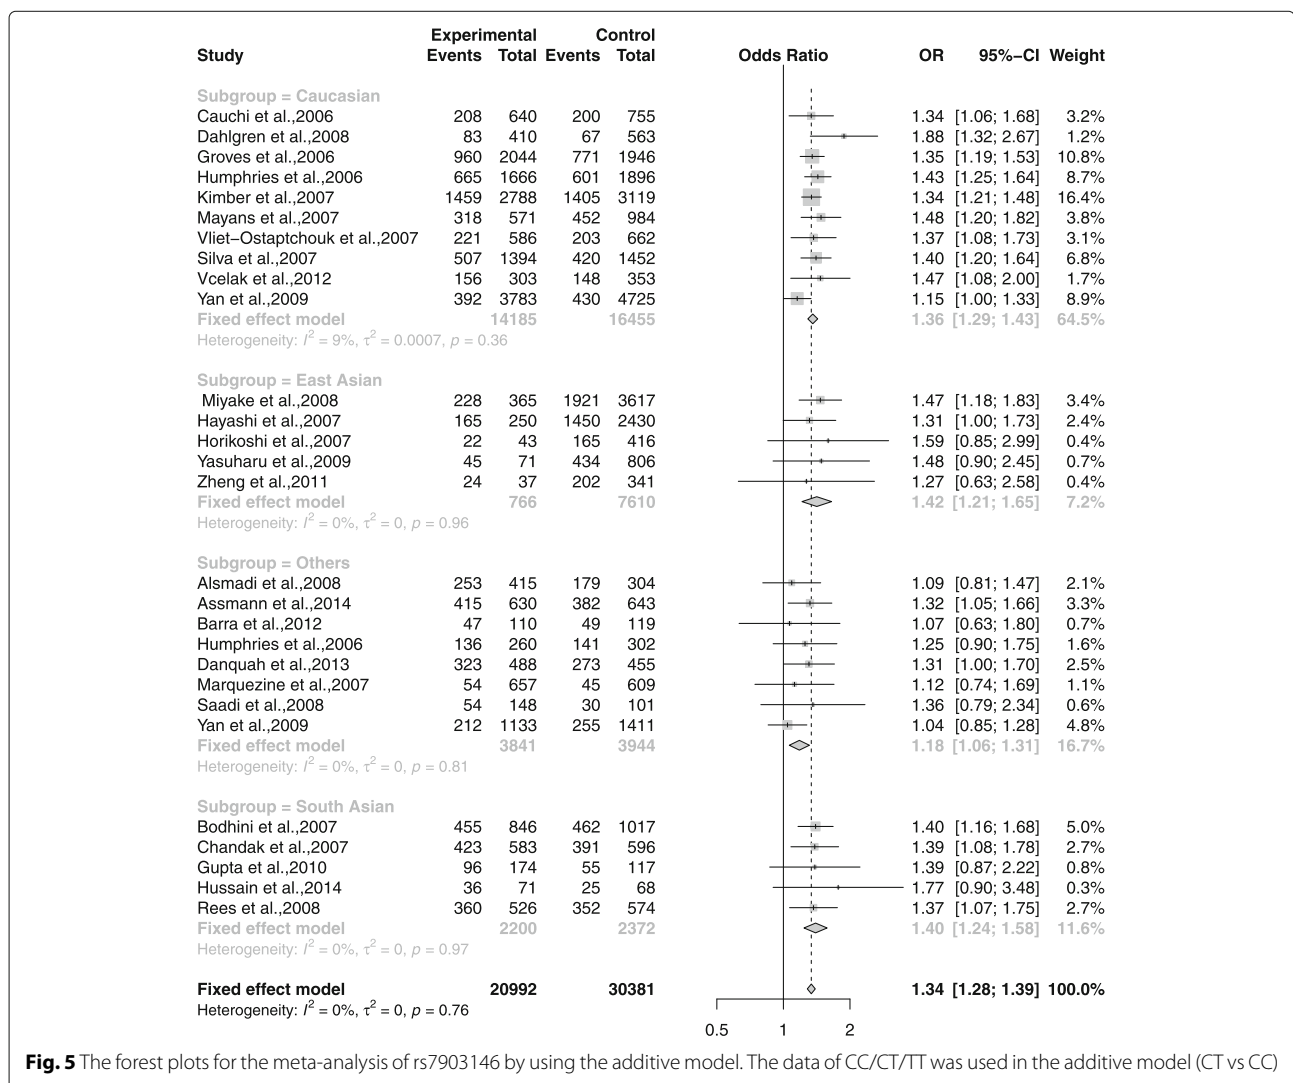 Experimental Control
Study Events Total Events Total Odds Ratio OR 95%−CI Weight
Subgroup = Caucasian
Cauchi et al.,2006 208 640 200 755 1.34 [1.06; 1.68] 3.2%
Dahlgren et al.,2008 83 410 67 563 1.88 [1.32; 2.67] 1.2%
Groves et al.,2006 960 2044 771 1946 1.35 [1.19; 1.53] 10.8%
Humphries et al.,2006 665 1666 601 1896 1.43 [1.25; 1.64] 8.7%
Kimber et al.,2007 1459 2788 1405 3119 1.34 [1.21; 1.48] 16.4%
Mayans et al.,2007 318 571 452 984 1.48 [1.20; 1.82] 3.8%
Vliet−Ostaptchouk et al.,2007 221 586 203 662 1.37 [1.08; 1.73] 3.1%
Silva et al.,2007 507 1394 420 1452 1.40 [1.20; 1.64] 6.8%
Vcelak et al.,2012 156 303 148 353 1.47 [1.08; 2.00] 1.7%
Yan et al.,2009 392 3783 430 4725 1.15 [1.00; 1.33] 8.9%
Fixed effect model 14185 16455 1.36 [1.29; 1.43] 64.5%
Heterogeneity: I² = 9%, τ² = 0.0007, p = 0.36
Subgroup = East Asian
Miyake et al.,2008 228 365 1921 3617 1.47 [1.18; 1.83] 3.4%
Hayashi et al.,2007 165 250 1450 2430 1.31 [1.00; 1.73] 2.4%
Horikoshi et al.,2007 22 43 165 416 1.59 [0.85; 2.99] 0.4%
Yasuharu et al.,2009 45 71 434 806 1.48 [0.90; 2.45] 0.7%
Zheng et al.,2011 24 37 202 341 1.27 [0.63; 2.58] 0.4%
Fixed effect model 766 7610 1.42 [1.21; 1.65] 7.2%
Heterogeneity: I² = 0%, τ² = 0, p = 0.96
Subgroup = Others
Alsmadi et al.,2008 253 415 179 304 1.09 [0.81; 1.47] 2.1%
Assmann et al.,2014 415 630 382 643 1.32 [1.05; 1.66] 3.3%
Barra et al.,2012 47 110 49 119 1.07 [0.63; 1.80] 0.7%
Humphries et al.,2006 136 260 141 302 1.25 [0.90; 1.75] 1.6%
Danquah et al.,2013 323 488 273 455 1.31 [1.00; 1.70] 2.5%
Marquezine et al.,2007 54 657 45 609 1.12 [0.74; 1.69] 1.1%
Saadi et al.,2008 54 148 30 101 1.36 [0.79; 2.34] 0.6%
Yan et al.,2009 212 1133 255 1411 1.04 [0.85; 1.28] 4.8%
Fixed effect model 3841 3944 1.18 [1.06; 1.31] 16.7%
Heterogeneity: I² = 0%, τ² = 0, p = 0.81
Subgroup = South Asian
Bodhini et al.,2007 455 846 462 1017 1.40 [1.16; 1.68] 5.0%
Chandak et al.,2007 423 583 391 596 1.39 [1.08; 1.78] 2.7%
Gupta et al.,2010 96 174 55 117 1.39 [0.87; 2.22] 0.8%
Hussain et al.,2014 36 71 25 68 1.77 [0.90; 3.48] 0.3%
Rees et al.,2008 360 526 352 574 1.37 [1.07; 1.75] 2.7%
Fixed effect model 2200 2372 1.40 [1.24; 1.58] 11.6%
Heterogeneity: I² = 0%, τ² = 0, p = 0.97
Fixed effect model 20992 30381 1.34 [1.28; 1.39] 100.0%
Heterogeneity: I² = 0%, τ² = 0, p = 0.76
0.5 1 2
Fig. 5 The forest plots for the meta-analysis of rs7903146 by using the additive model. The data of CC/CT/TT was used in the additive model (CT vs CC)